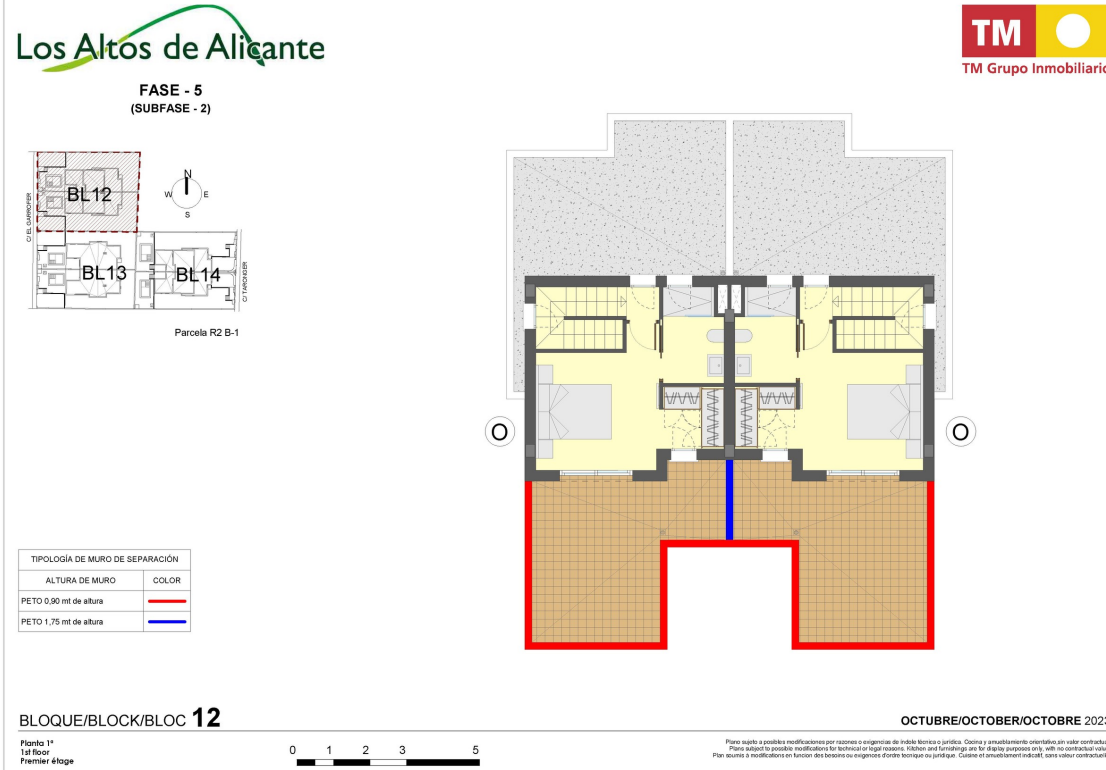 Los Altos de Alicante
TM
TM Grupo Inmobiliario
FASE - 5
(SUBFASE - 2)
N
W E
S
BL12
BL13
BL14
C/ EL GARROFER
C/ TARONGER
Parcela R2 B-1
O
O
TIPOLOGÍA DE MURO DE SEPARACIÓN
ALTURA DE MURO COLOR
PETO 0,90 mt de altura
PETO 1,75 mt de altura
BLOQUE/BLOCK/BLOC 12
OCTUBRE/OCTOBER/OCTOBRE 2023
Planta 1ª
1st floor
Premier étage
0 1 2 3 5
Plano sujeto a posibles modificaciones por razones o exigencias de índole técnica o jurídica. Cocina y amueblamiento orientativo,sin valor contractual
Plans subject to possible modifications for technical or legal reasons. Kitchen and furnishings are for display purposes only, with no contractual value
Plan soumis à modifications en funcion des besoins ou exigences d'ordre tecnique ou juridique. Cuisine et ameublement indicatif, sans valeur contractuelle